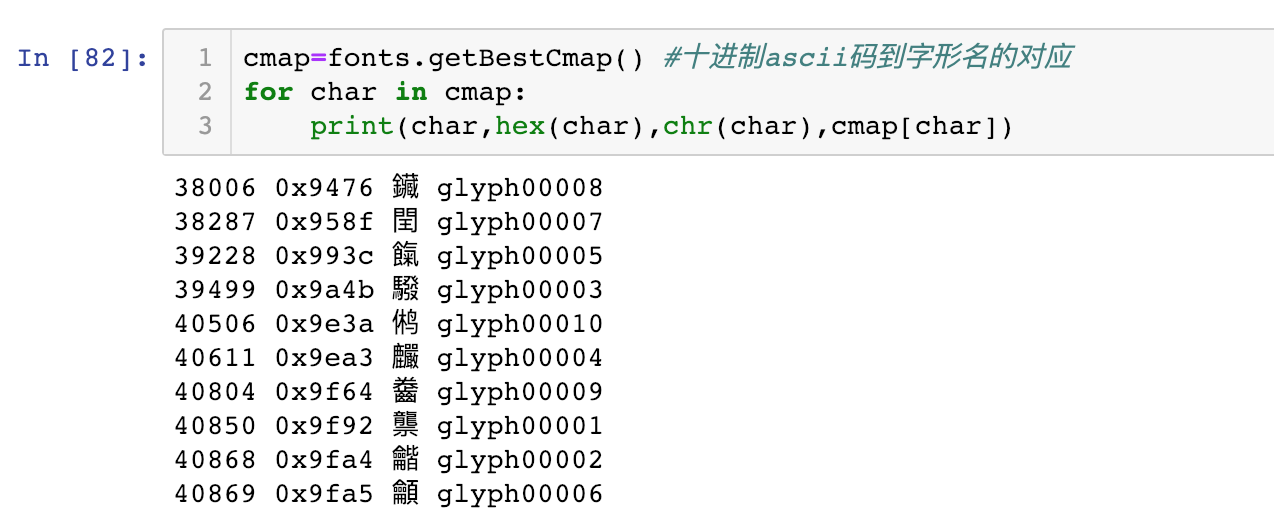 In [82]:
1 cmap=fonts.getBestCmap() #十进制ascii码到字形名的对应
2 for char in cmap:
3     print(char,hex(char),chr(char),cmap[char])
38006 0x9476 鑶 glyph00008
38287 0x958f 閏 glyph00007
39228 0x993c 餼 glyph00005
39499 0x9a4b 驋 glyph00003
40506 0x9e3a 鸺 glyph00010
40611 0x9ea3 麣 glyph00004
40804 0x9f64 齤 glyph00009
40850 0x9f92 龒 glyph00001
40868 0x9fa4 龤 glyph00002
40869 0x9fa5 龥 glyph00006